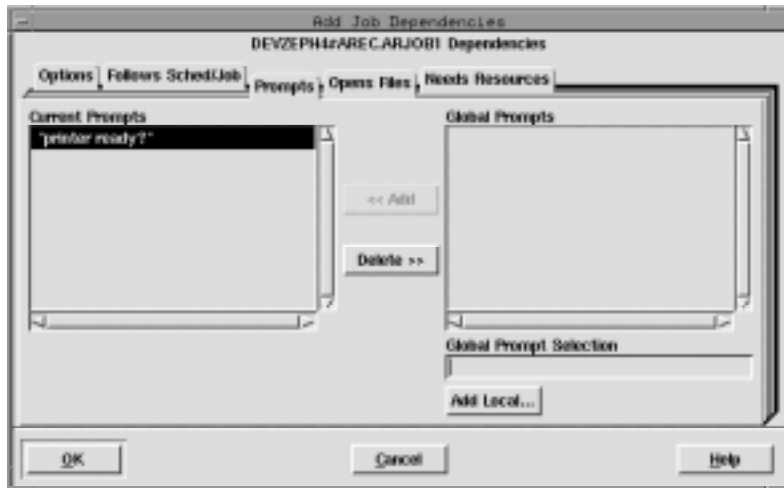 Add Job Dependencies
DEVZEPH4#AREC.ARJOB1 Dependencies
Options Follows Sched/Job Prompts Opens Files Needs Resources
Current Prompts
"printer ready?"
Global Prompts
<< Add
Delete >>
Global Prompt Selection
Add Local...
OK Cancel Help